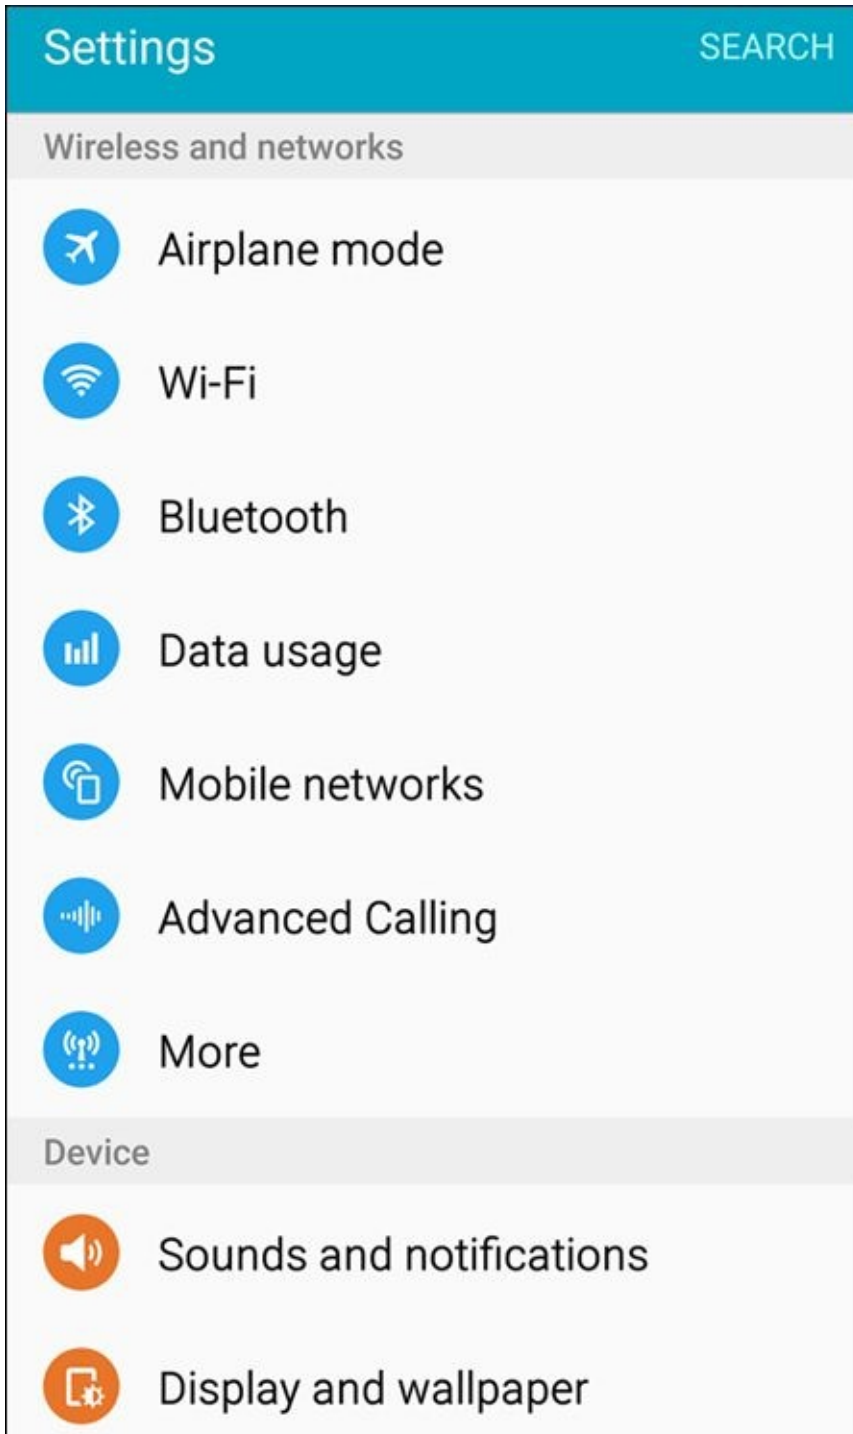 Settings
SEARCH
Wireless and networks
Airplane mode
Wi-Fi
Bluetooth
Data usage
Mobile networks
Advanced Calling
More
Device
Sounds and notifications
Display and wallpaper